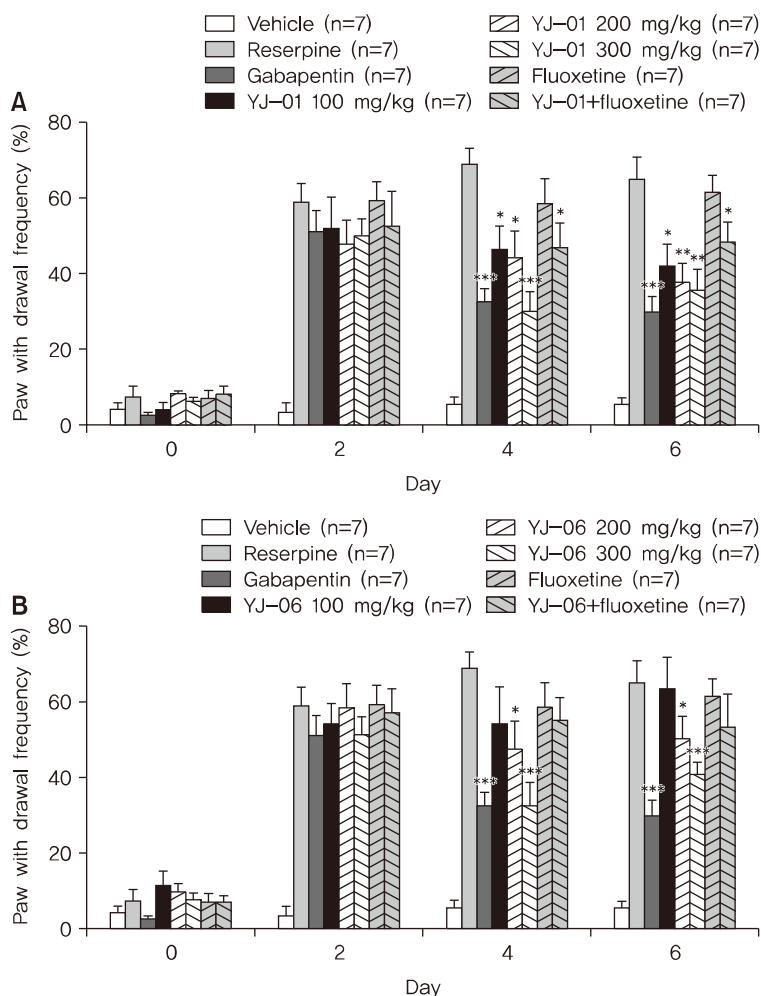 Vehicle (n=7)
Reserpine (n=7)
Gabapentin (n=7)
YJ-01 100 mg/kg (n=7)
YJ-01 200 mg/kg (n=7)
YJ-01 300 mg/kg (n=7)
Fluoxetine (n=7)
YJ-01+fluoxetine (n=7)
A
Paw with drawal frequency (%)
80
60
40
20
0
*** * * *** *
*** * ** ** *
0 2 4 6
Day
Vehicle (n=7)
Reserpine (n=7)
Gabapentin (n=7)
YJ-06 100 mg/kg (n=7)
YJ-06 200 mg/kg (n=7)
YJ-06 300 mg/kg (n=7)
Fluoxetine (n=7)
YJ-06+fluoxetine (n=7)
B
Paw with drawal frequency (%)
80
60
40
20
0
*** * ***
*** * ***
0 2 4 6
Day